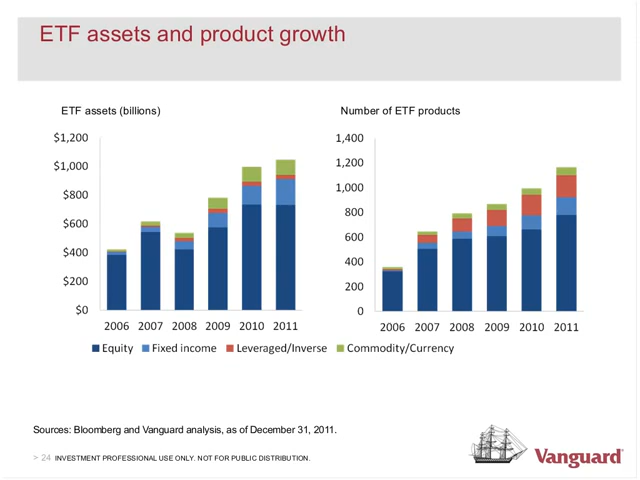 ETF assets and product growth
ETF assets (billions)
$1,200
$1,000
$800
$600
$400
$200
$0
2006 2007 2008 2009 2010 2011
Number of ETF products
1,400
1,200
1,000
800
600
400
200
0
2006 2007 2008 2009 2010 2011
Equity Fixed income Leveraged/Inverse Commodity/Currency
Sources: Bloomberg and Vanguard analysis, as of December 31, 2011.
> 24 INVESTMENT PROFESSIONAL USE ONLY. NOT FOR PUBLIC DISTRIBUTION.
Vanguard®